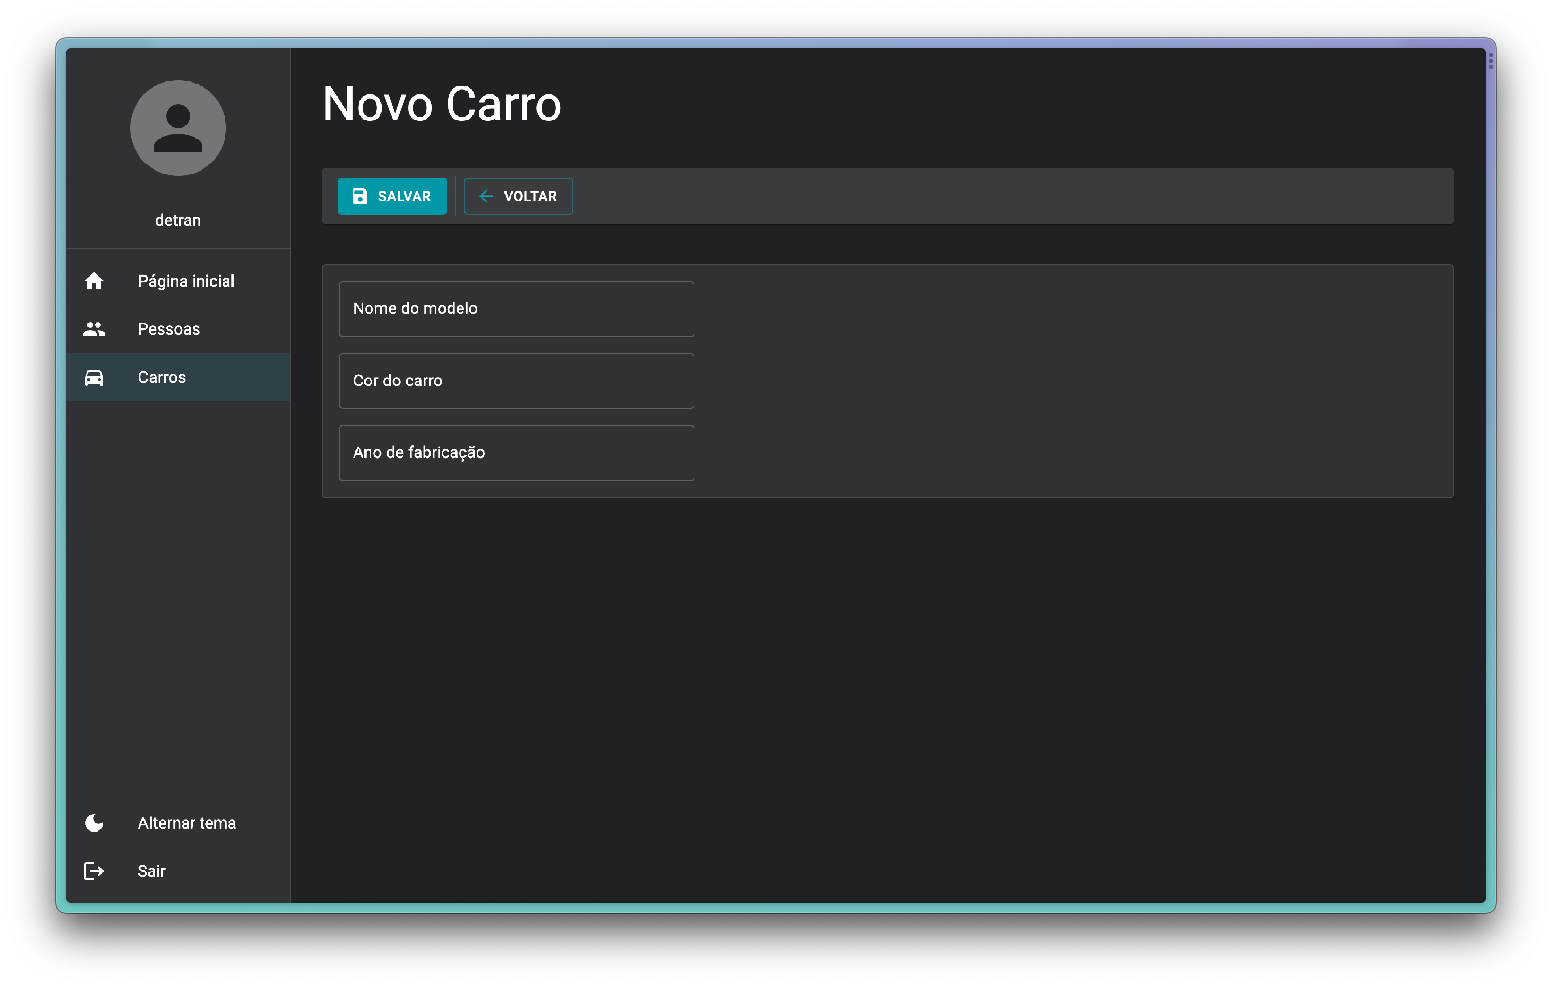 detran
Página inicial
Pessoas
Carros
Alternar tema
Sair
Novo Carro
SALVAR
VOLTAR
Nome do modelo
Cor do carro
Ano de fabricação